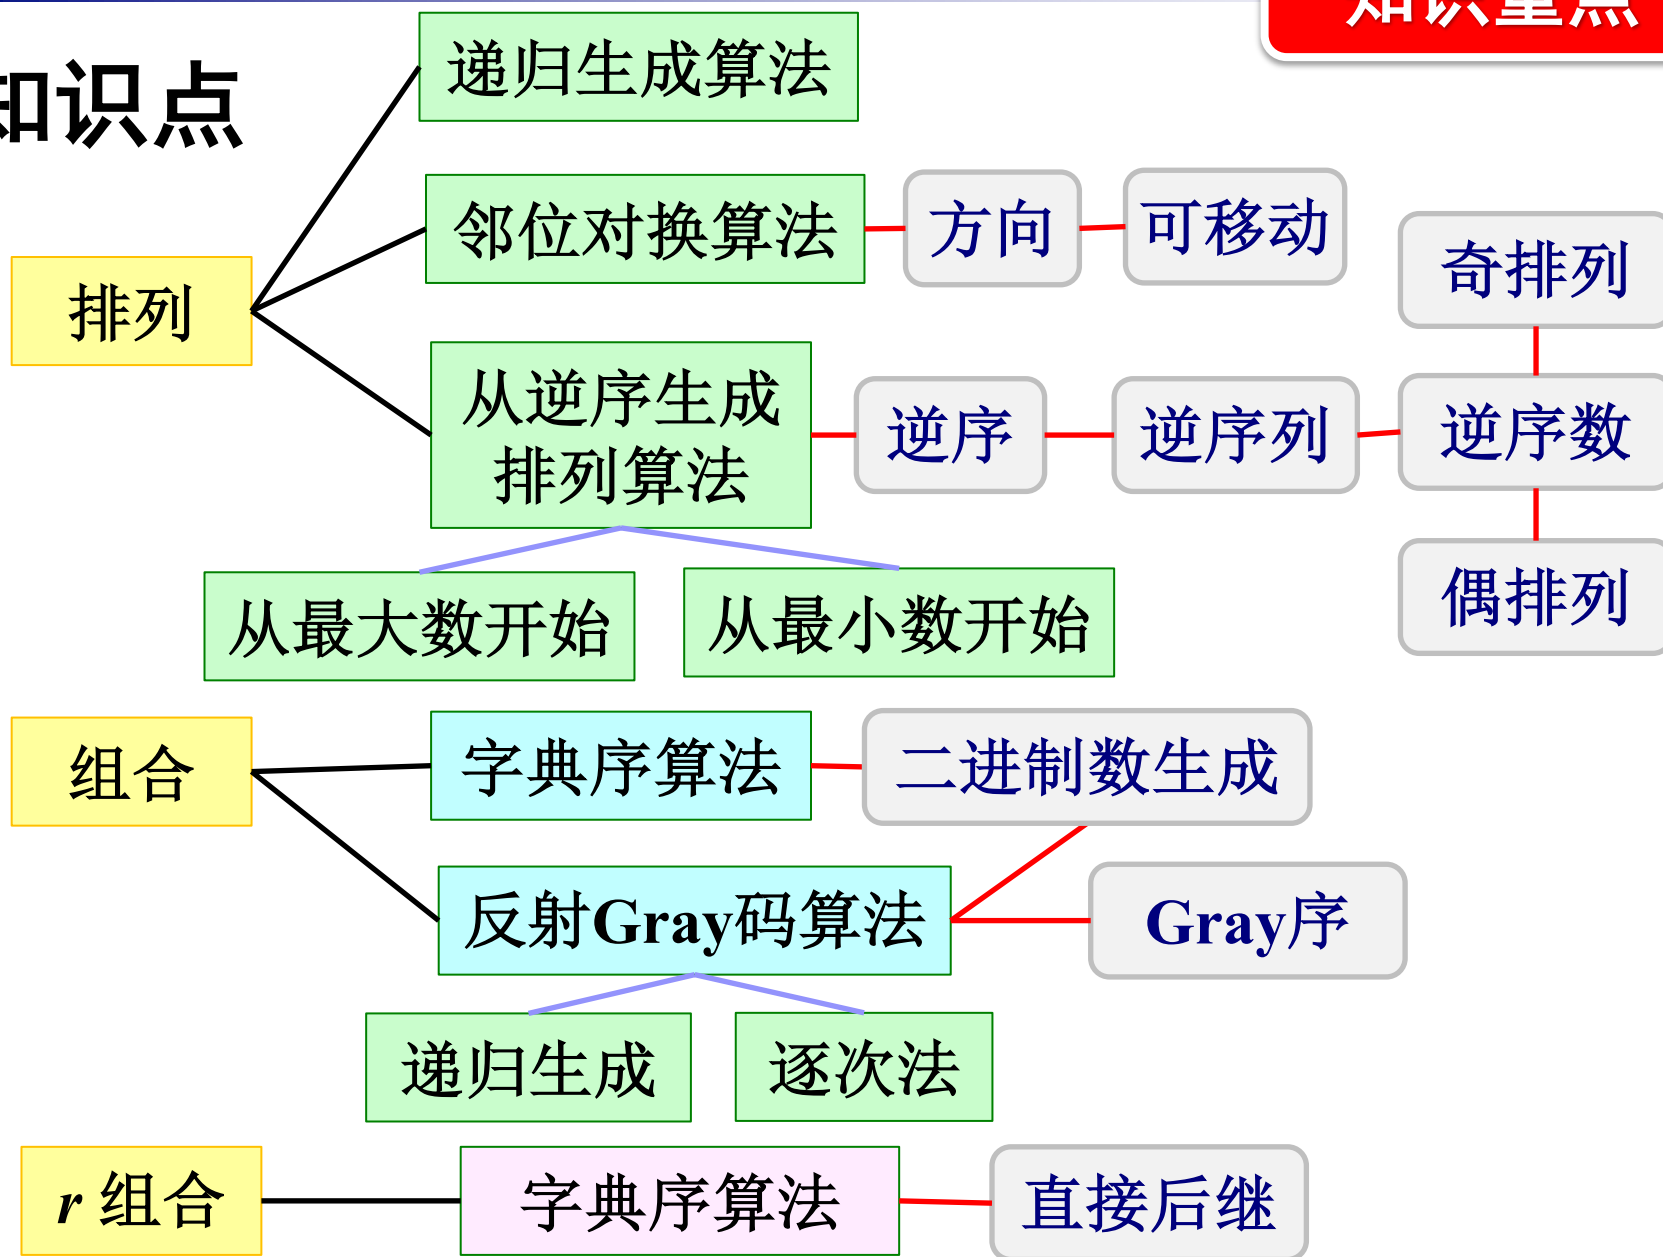 知识重点
知识点
递归生成算法
邻位对换算法
方向
可移动
奇排列
排列
从逆序生成
排列算法
逆序
逆序列
逆序数
偶排列
从最大数开始
从最小数开始
组合
字典序算法
二进制数生成
反射Gray码算法
Gray序
递归生成
逐次法
r 组合
字典序算法
直接后继